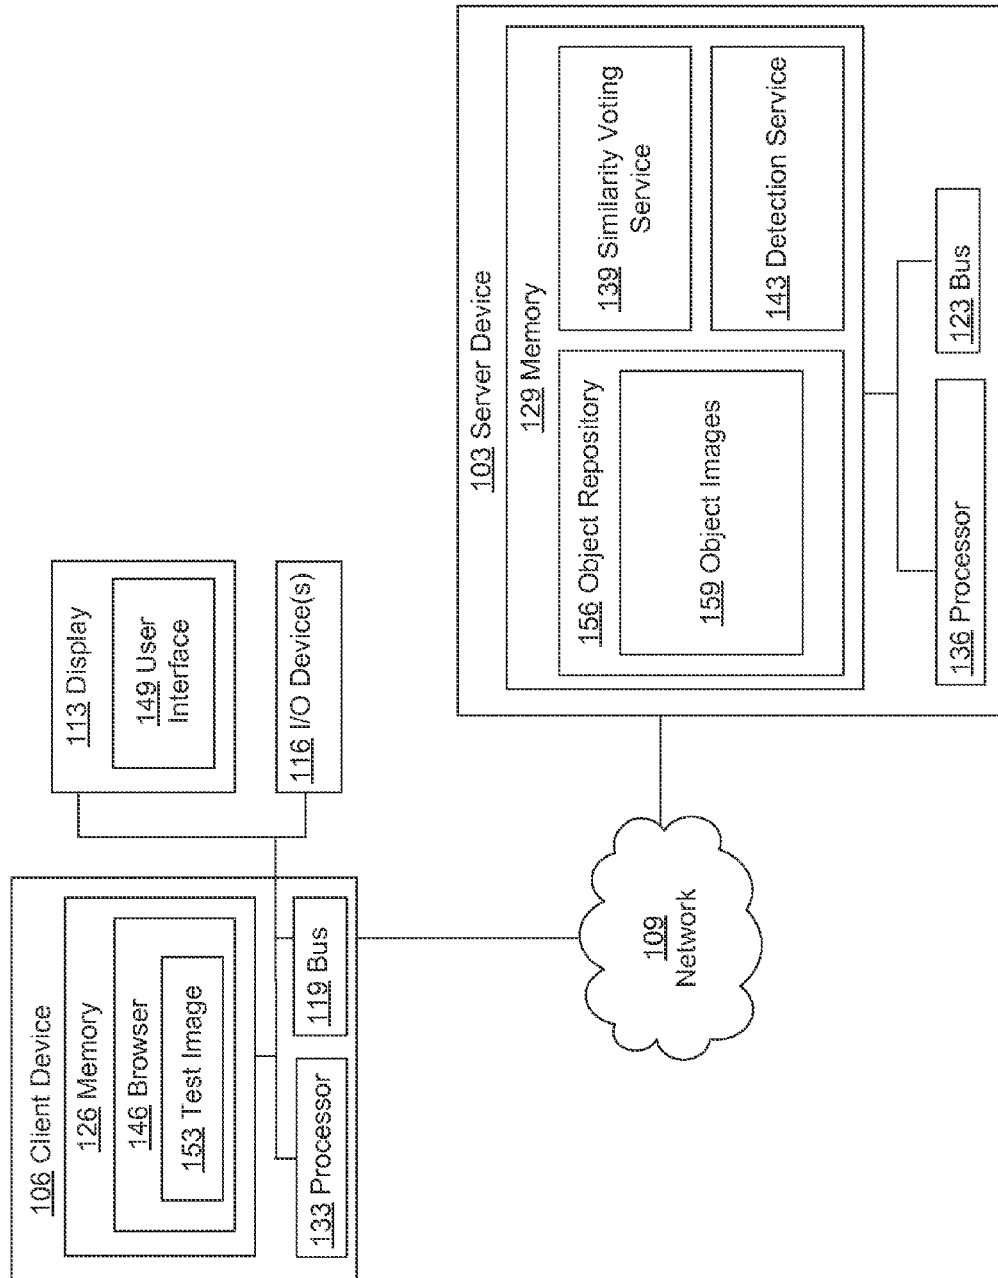 106 Client Device
126 Memory
146 Browser
153 Test Image
133 Processor
119 Bus
113 Display
149 User
Interface
116 I/O Device(s)
109
Network
103 Server Device
129 Memory
156 Object Repository
159 Object Images
139 Similarity Voting
Service
143 Detection Service
136 Processor
123 Bus